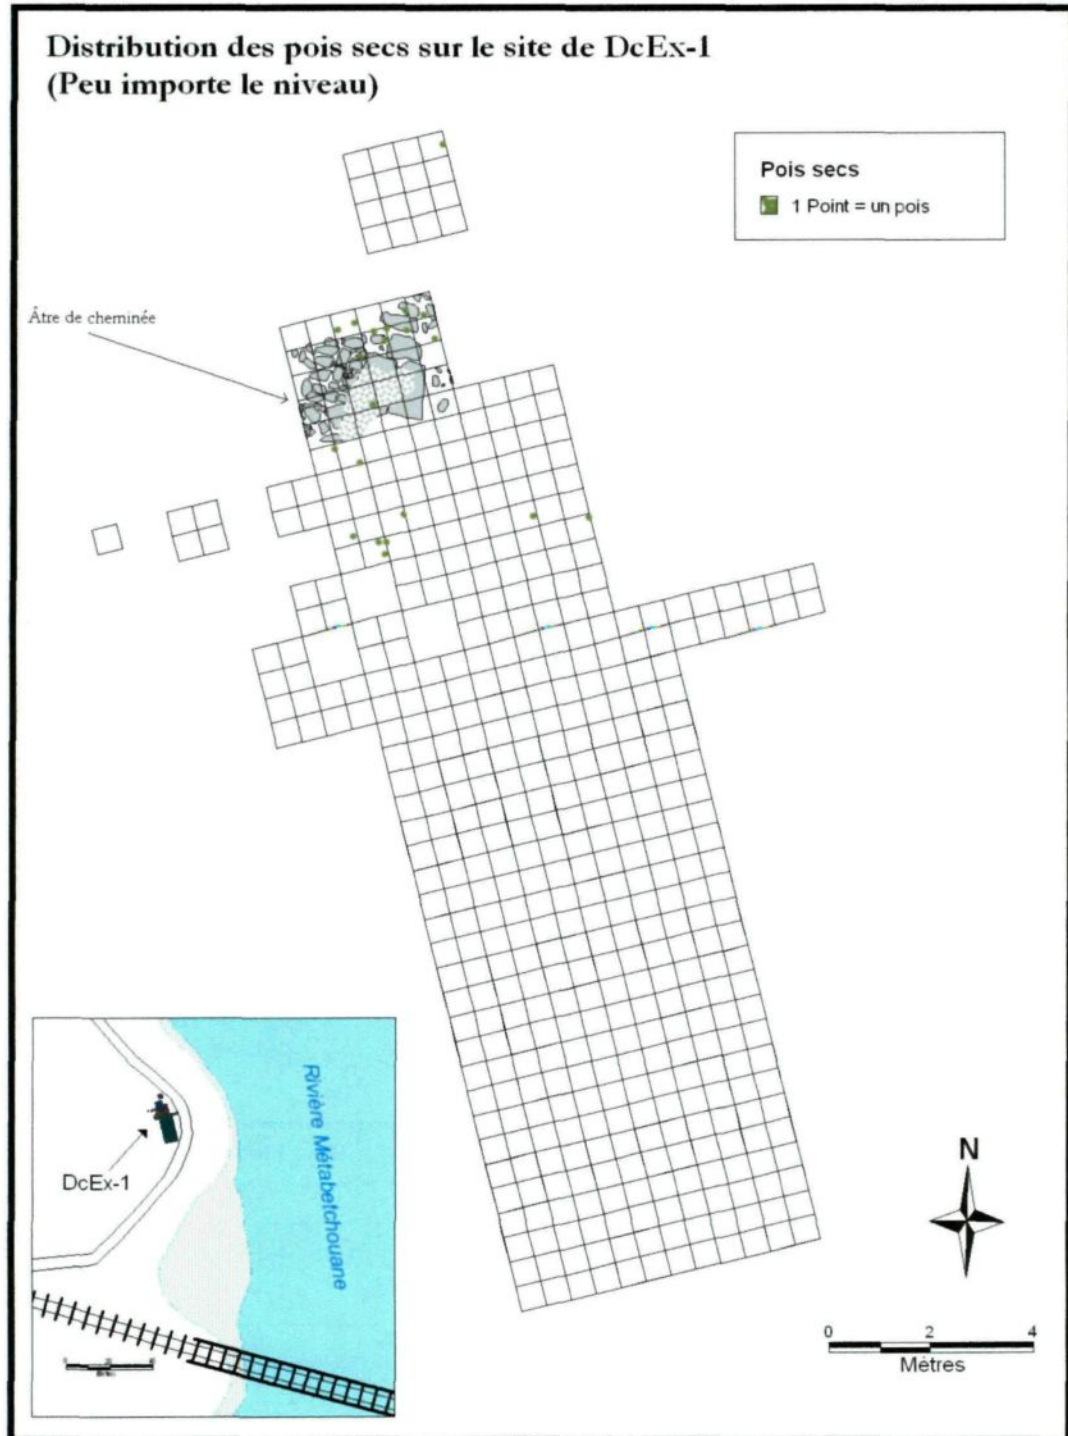 Distribution des pois secs sur le site de DcEx-1
(Peu importe le niveau)
Pois secs
1 Point = un pois
Âtre de cheminée
Rivière Métabetchouane
DcEx-1
N
0 2 4
Mètres